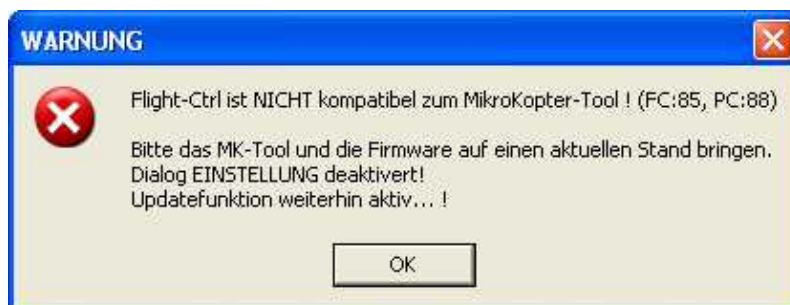 WARNUNG
Flight-Ctrl ist NICHT kompatibel zum MikroKopter-Tool ! (FC:85, PC:88)
Bitte das MK-Tool und die Firmware auf einen aktuellen Stand bringen.
Dialog EINSTELLUNG deaktivert!
Updatefunktion weiterhin aktiv... !
OK